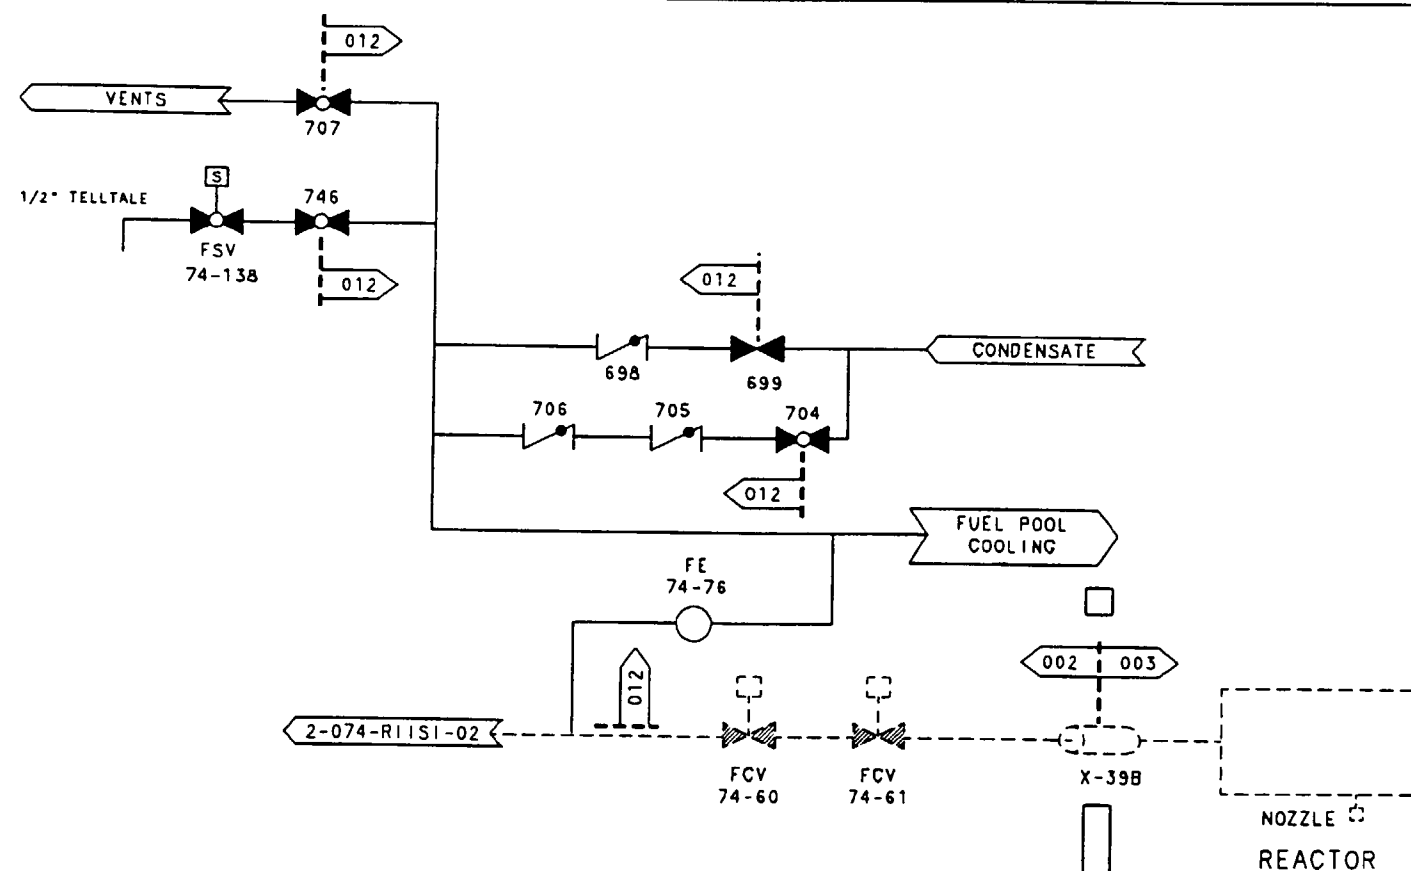 012
VENTS
707
S
1/2" TELLTALE
746
FSV
74-138
012
012
CONDENSATE
698
699
706
705
704
012
FUEL POOL
COOLING
FE
74-76
012
002
003
2-074-R11S1-02
FCV
74-60
FCV
74-61
X-39B
NOZZLE
REACTOR